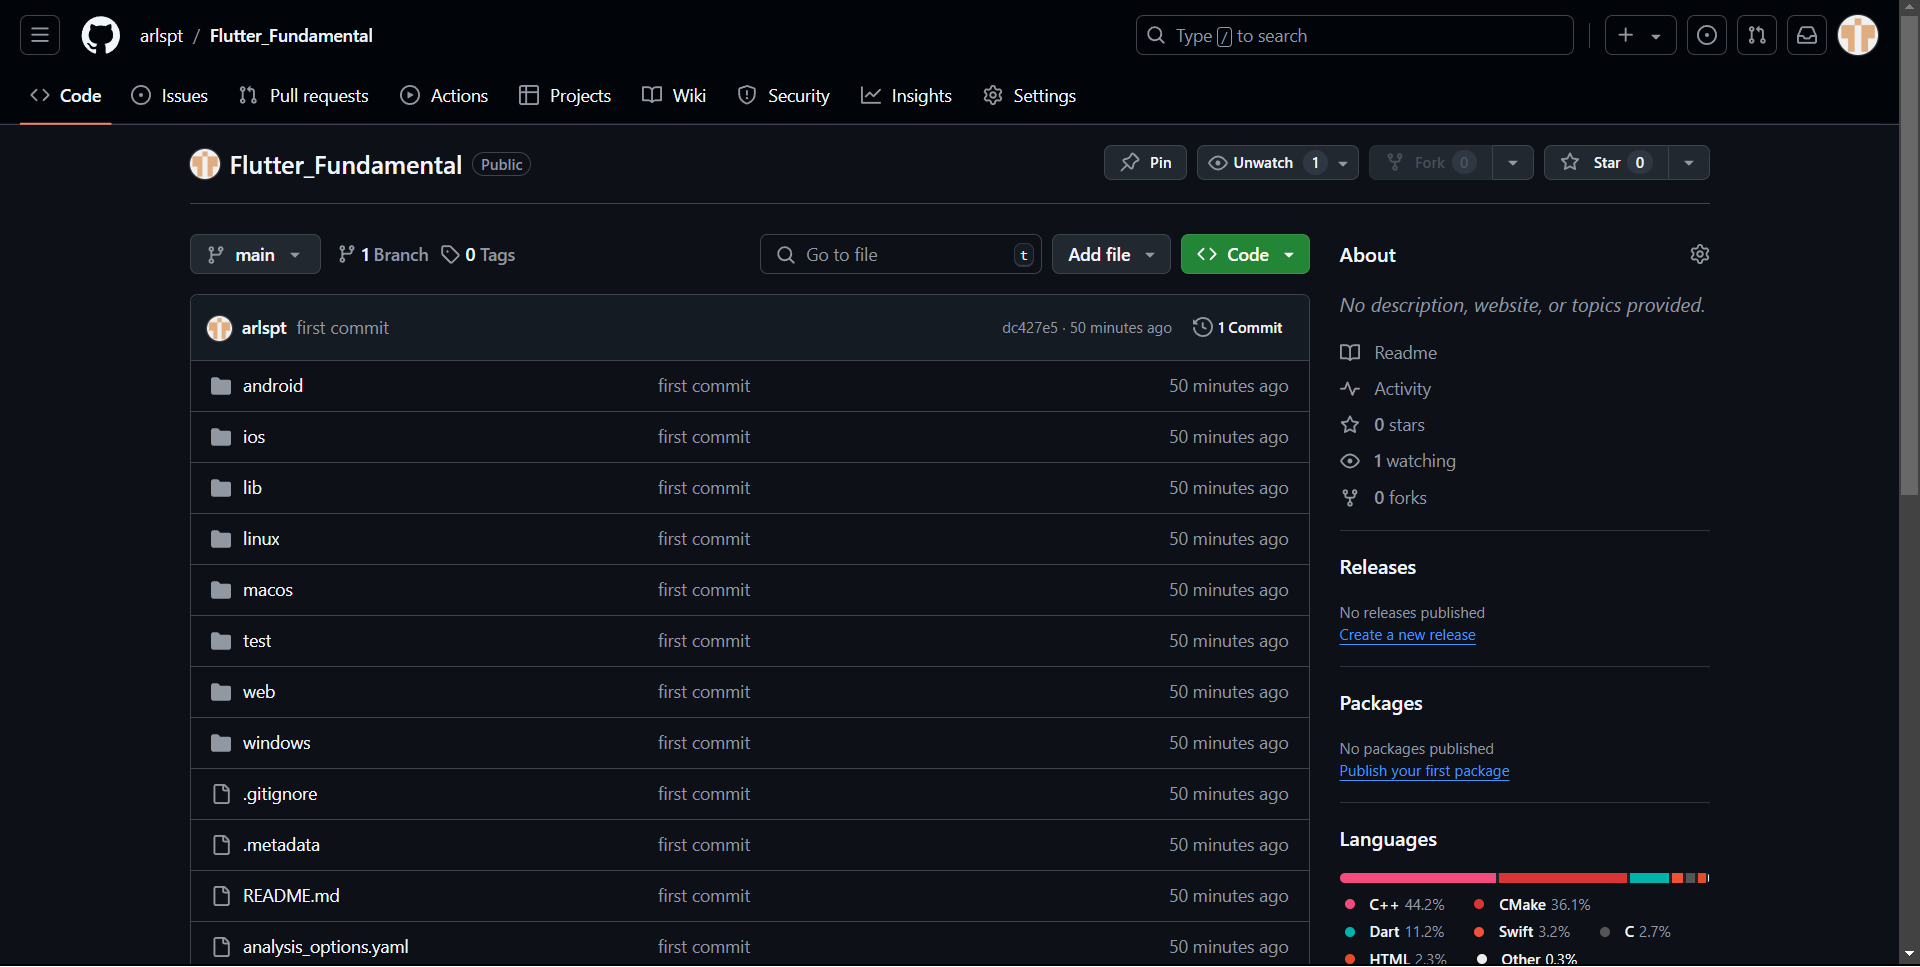 arlspt / Flutter_Fundamental
Type / to search
Code Issues Pull requests Actions Projects Wiki Security Insights Settings
Flutter_Fundamental Public
Pin Unwatch 1 Fork 0 Star 0
main 1 Branch 0 Tags
Go to file t Add file Code
arlspt first commit dc427e5 · 50 minutes ago 1 Commit
android first commit 50 minutes ago
ios first commit 50 minutes ago
lib first commit 50 minutes ago
linux first commit 50 minutes ago
macos first commit 50 minutes ago
test first commit 50 minutes ago
web first commit 50 minutes ago
windows first commit 50 minutes ago
.gitignore first commit 50 minutes ago
.metadata first commit 50 minutes ago
README.md first commit 50 minutes ago
analysis_options.yaml first commit 50 minutes ago
About
No description, website, or topics provided.
Readme
Activity
0 stars
1 watching
0 forks
Releases
No releases published
Create a new release
Packages
No packages published
Publish your first package
Languages
C++ 44.2% CMake 36.1%
Dart 11.2% Swift 3.2% C 2.7%
HTML 2.3% Other 0.3%